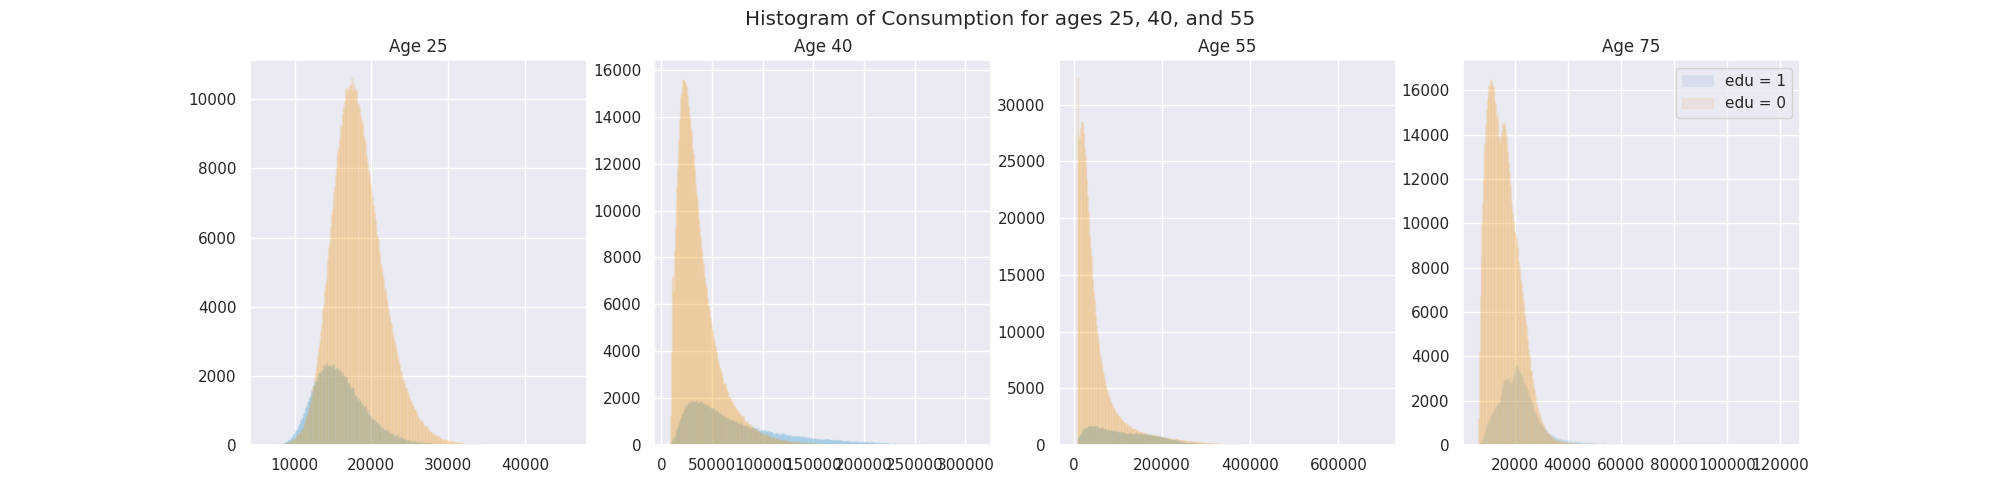 Histogram of Consumption for ages 25, 40, and 55
Age 25
10000
8000
6000
4000
2000
0
10000 20000 30000 40000
Age 40
16000
14000
12000
10000
8000
6000
4000
2000
0
0 50000 100000 150000 200000 250000 300000
Age 55
30000
25000
20000
15000
10000
5000
0
0 200000 400000 600000
Age 75
edu = 1
edu = 0
16000
14000
12000
10000
8000
6000
4000
2000
0
20000 40000 60000 80000 100000 120000